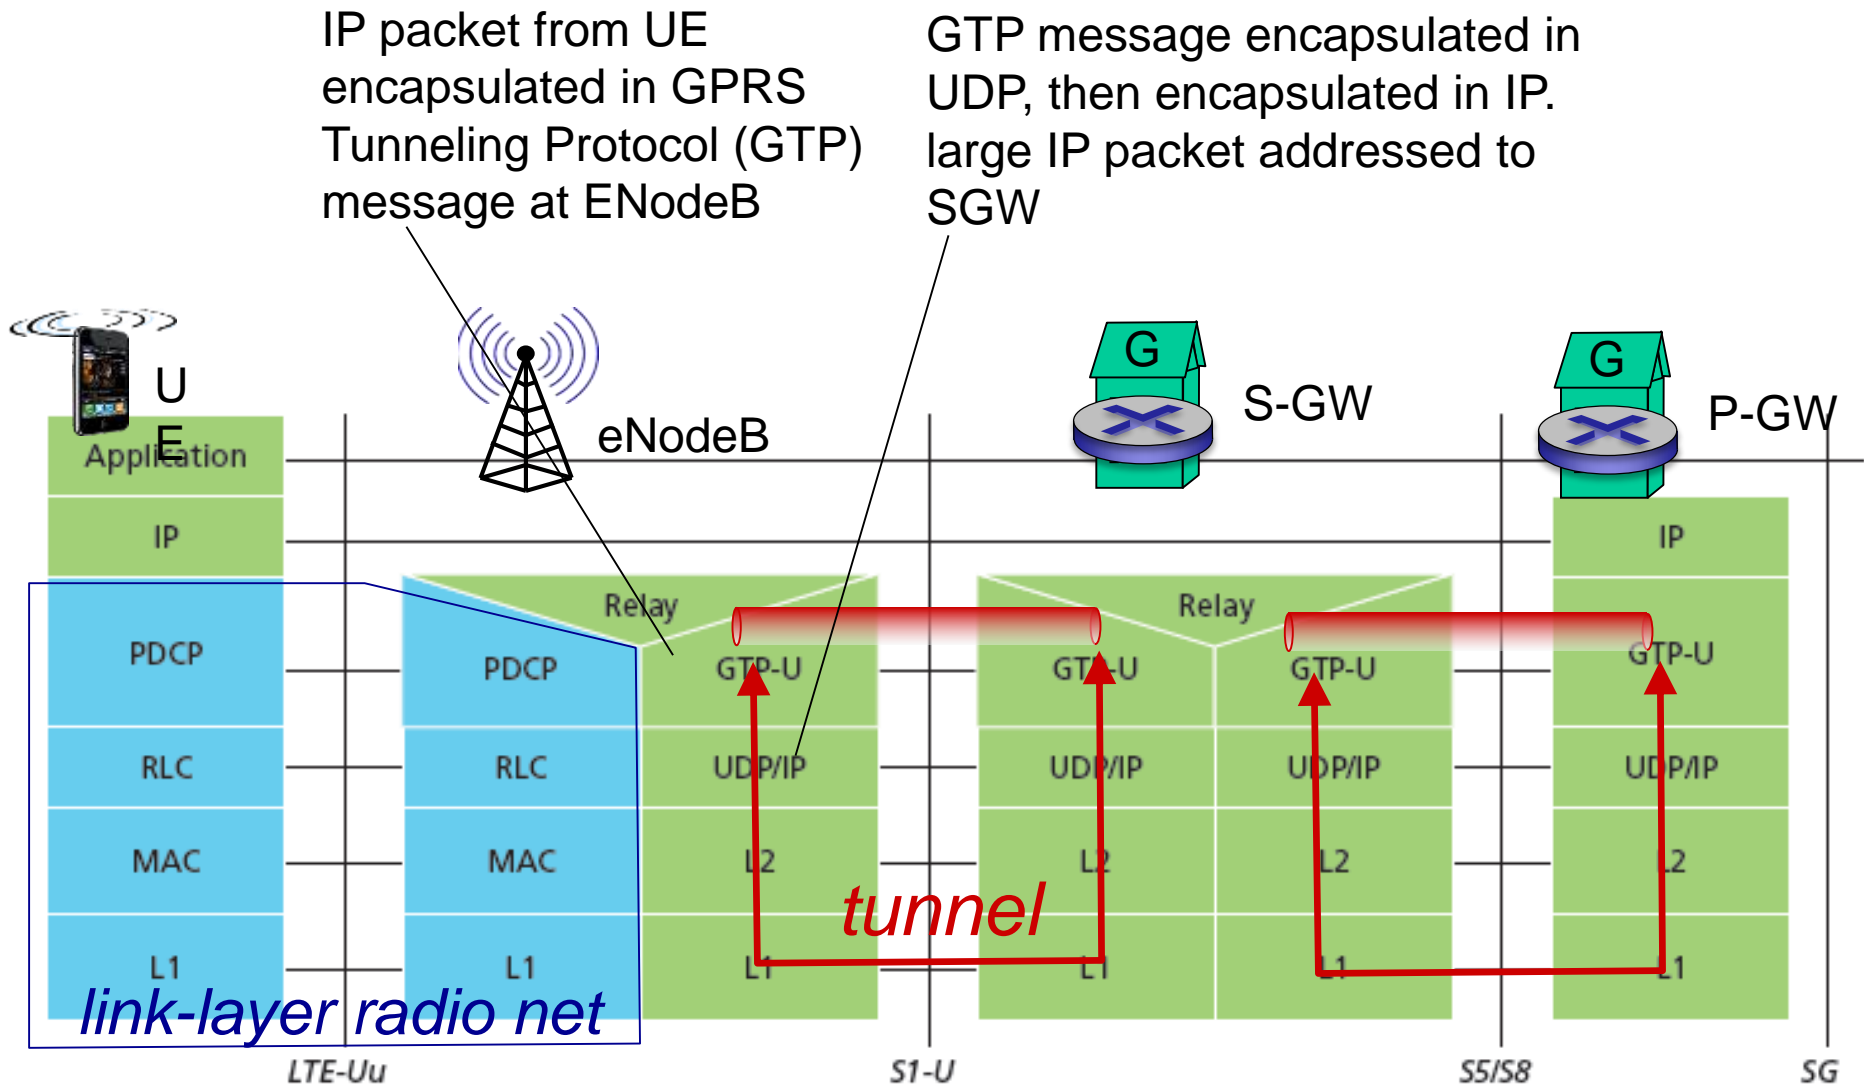 IP packet from UE
encapsulated in GPRS
Tunneling Protocol (GTP)
message at ENodeB
GTP message encapsulated in
UDP, then encapsulated in IP.
large IP packet addressed to
SGW
U
E
eNodeB
G
S-GW
G
P-GW
Application
IP
IP
Relay
Relay
PDCP
PDCP
GTP-U
GTP-U
GTP-U
GTP-U
RLC
RLC
UDP/IP
UDP/IP
UDP/IP
UDP/IP
MAC
MAC
L2
L2
L2
L2
tunnel
L1
L1
L1
L1
L1
L1
link-layer radio net
LTE-Uu
S1-U
S5/S8
SG